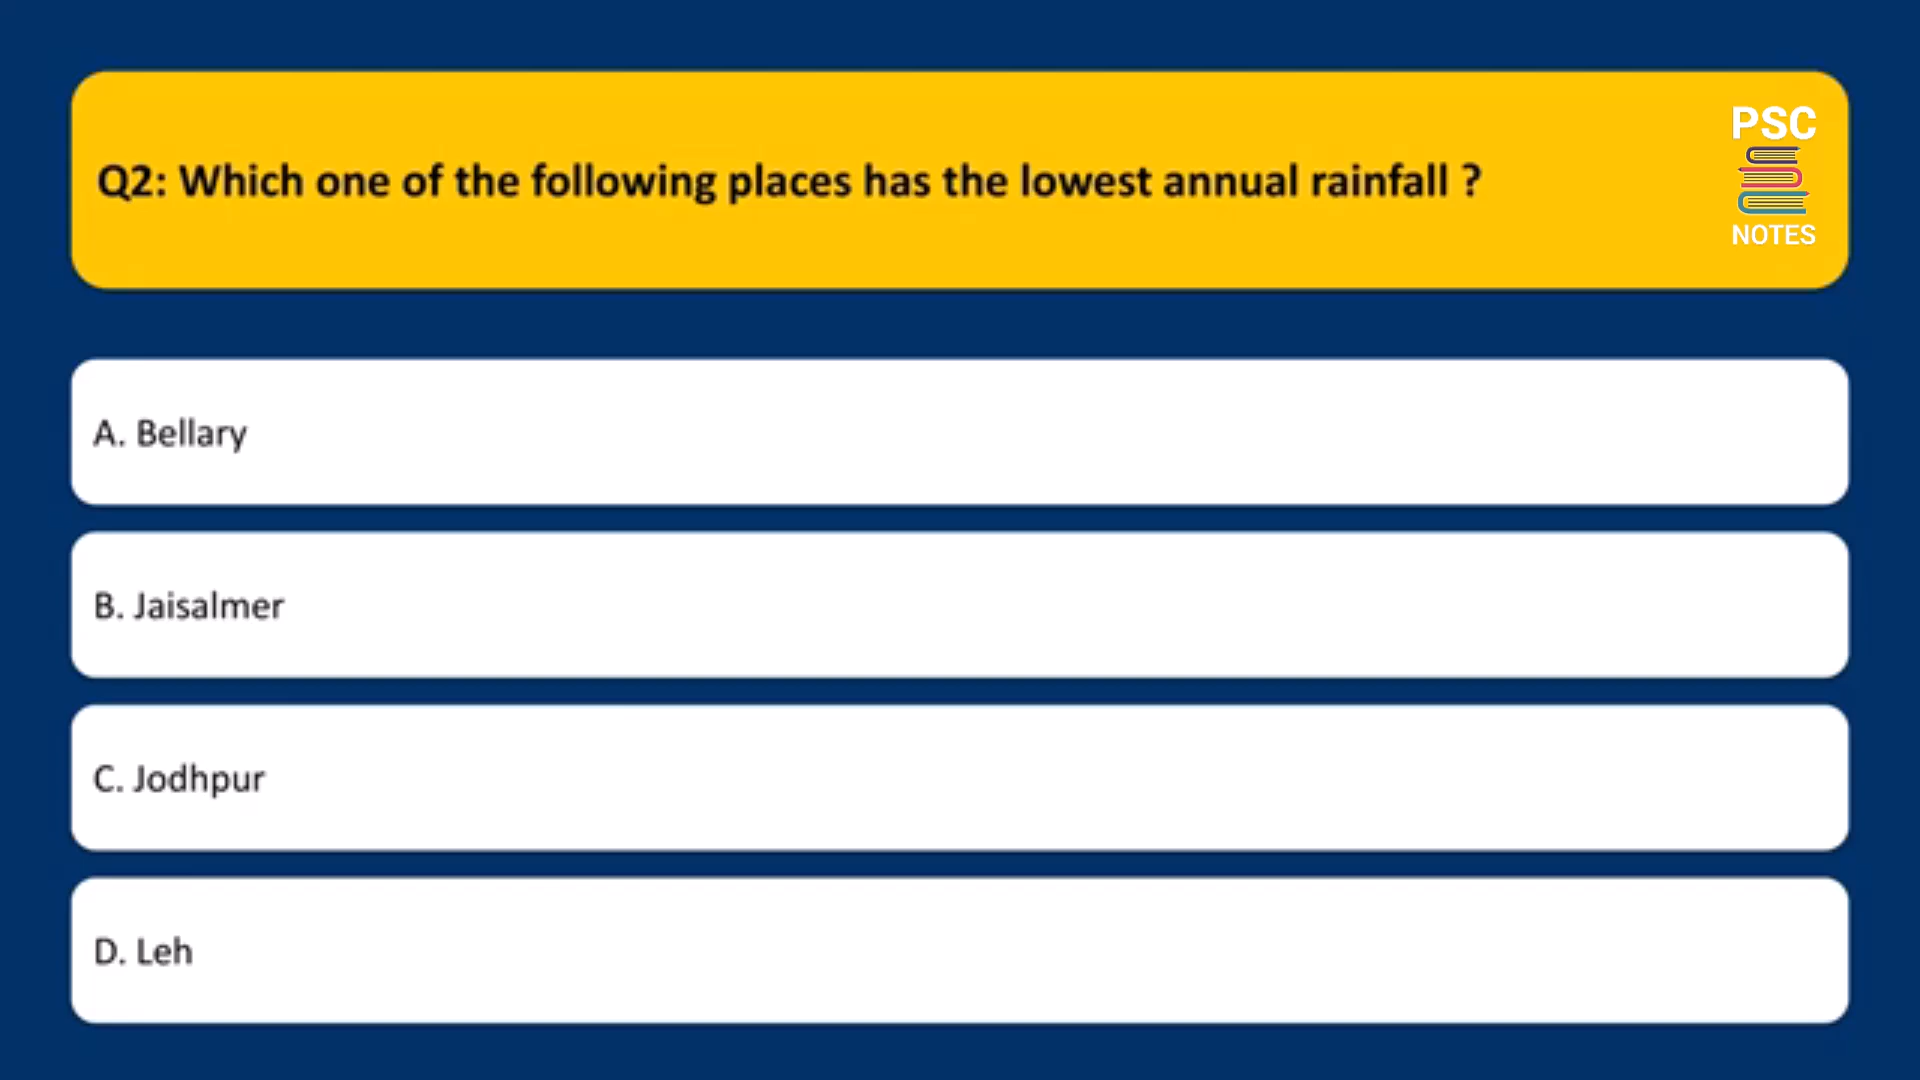 PSC
NOTES
Q2: Which one of the following places has the lowest annual rainfall ?
A. Bellary
B. Jaisalmer
C. Jodhpur
D. Leh